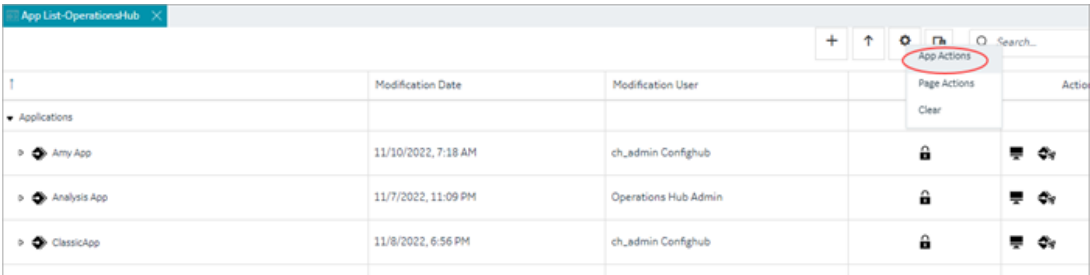 App List-OperationsHub
Search...
App Actions
Modification Date Modification User Page Actions Action
Clear
Applications
Amy App 11/10/2022, 7:18 AM ch_admin Confighub
Analysis App 11/7/2022, 11:09 PM Operations Hub Admin
ClassicApp 11/8/2022, 6:56 PM ch_admin Confighub